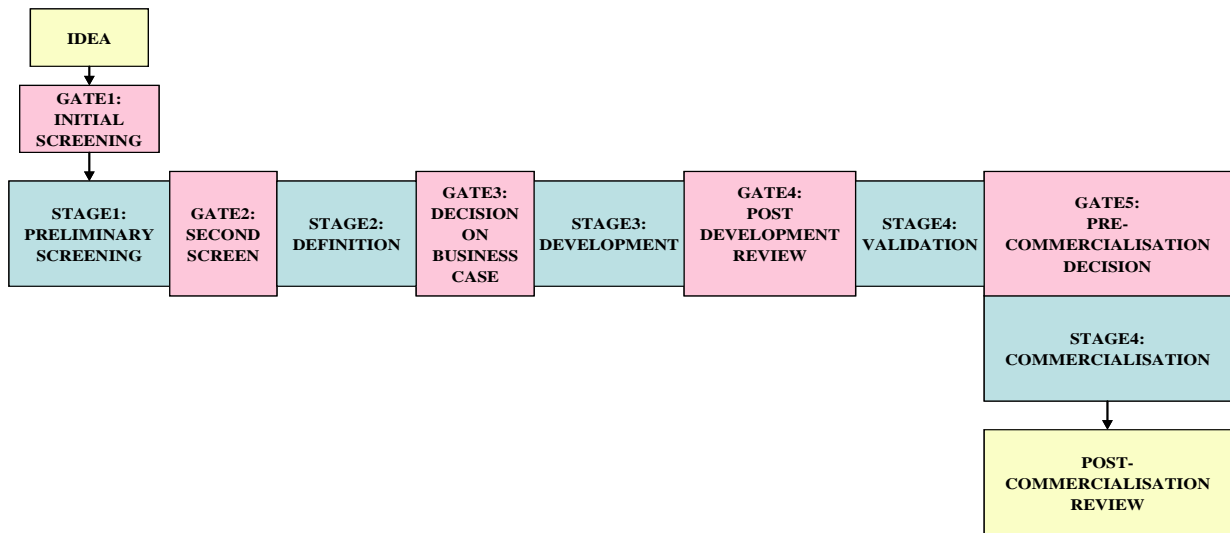 IDEA
GATE1:
INITIAL
SCREENING
STAGE1:
PRELIMINARY
SCREENING
GATE2:
SECOND
SCREEN
STAGE2:
DEFINITION
GATE3:
DECISION
ON
BUSINESS
CASE
STAGE3:
DEVELOPMENT
GATE4:
POST
DEVELOPMENT
REVIEW
STAGE4:
VALIDATION
GATE5:
PRE-
COMMERCIALISATION
DECISION
STAGE4:
COMMERCIALISATION
POST-
COMMERCIALISATION
REVIEW